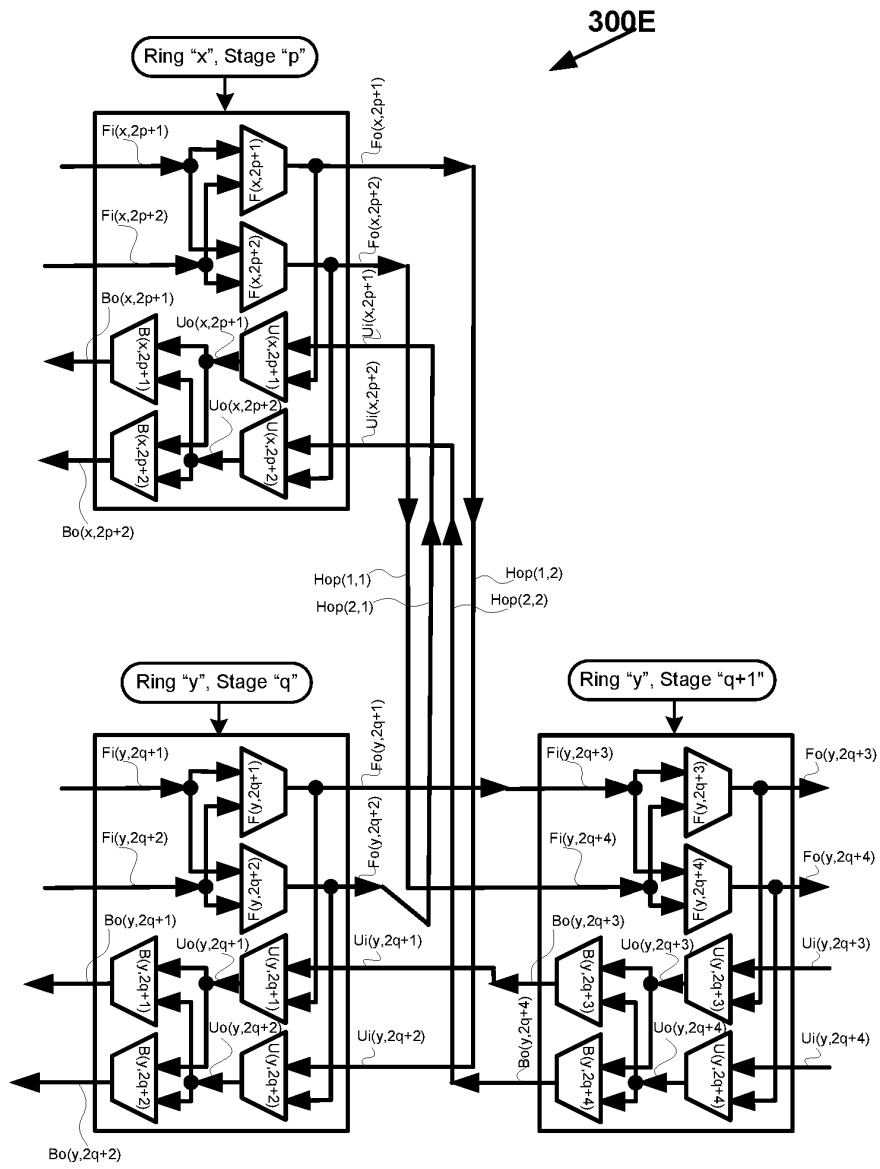 300E
Ring “x”, Stage “p”
Fi(x,2p+1)
F(x,2p+1)
Fo(x,2p+1)
Fi(x,2p+2)
F(x,2p+2)
Fo(x,2p+2)
Bo(x,2p+1)
B(x,2p+1)
Uo(x,2p+1)
U(x,2p+1)
Ui(x,2p+1)
B(x,2p+2)
Uo(x,2p+2)
U(x,2p+2)
Ui(x,2p+2)
Bo(x,2p+2)
Hop(1,1)
Hop(1,2)
Hop(2,1)
Hop(2,2)
Ring “y”, Stage “q”
Ring “y”, Stage “q+1"
Fi(y,2q+1)
F(y,2q+1)
Fo(y,2q+1)
Fi(y,2q+3)
F(y,2q+3)
Fo(y,2q+3)
Fi(y,2q+2)
F(y,2q+2)
Fo(y,2q+2)
Fi(y,2q+4)
F(y,2q+4)
Fo(y,2q+4)
Bo(y,2q+1)
B(y,2q+1)
Uo(y,2q+1)
U(y,2q+1)
Ui(y,2q+1)
Bo(y,2q+3)
B(y,2q+3)
Uo(y,2q+3)
U(y,2q+3)
Ui(y,2q+3)
B(y,2q+2)
Uo(y,2q+2)
U(y,2q+2)
Ui(y,2q+2)
Bo(y,2q+4)
B(y,2q+4)
Uo(y,2q+4)
U(y,2q+4)
Ui(y,2q+4)
Bo(y,2q+2)